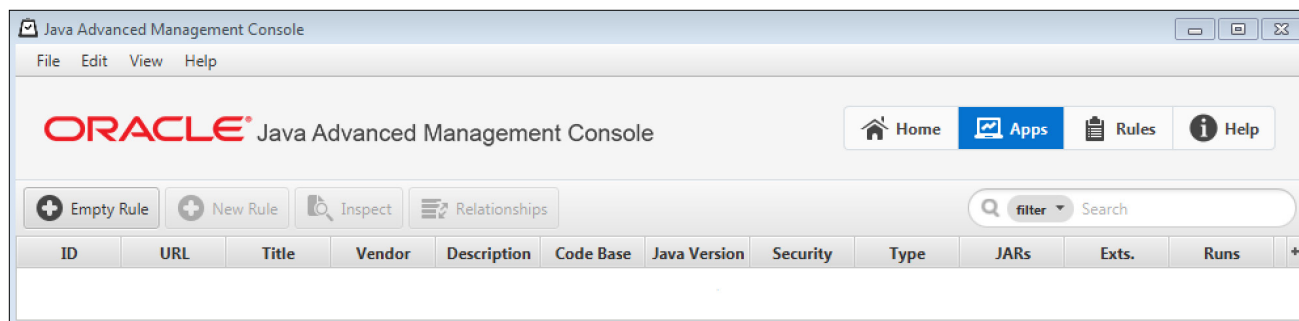 Java Advanced Management Console
File Edit View Help
ORACLE® Java Advanced Management Console
Home Apps Rules Help
Empty Rule New Rule Inspect Relationships filter Search
ID URL Title Vendor Description Code Base Java Version Security Type JARs Exts. Runs +